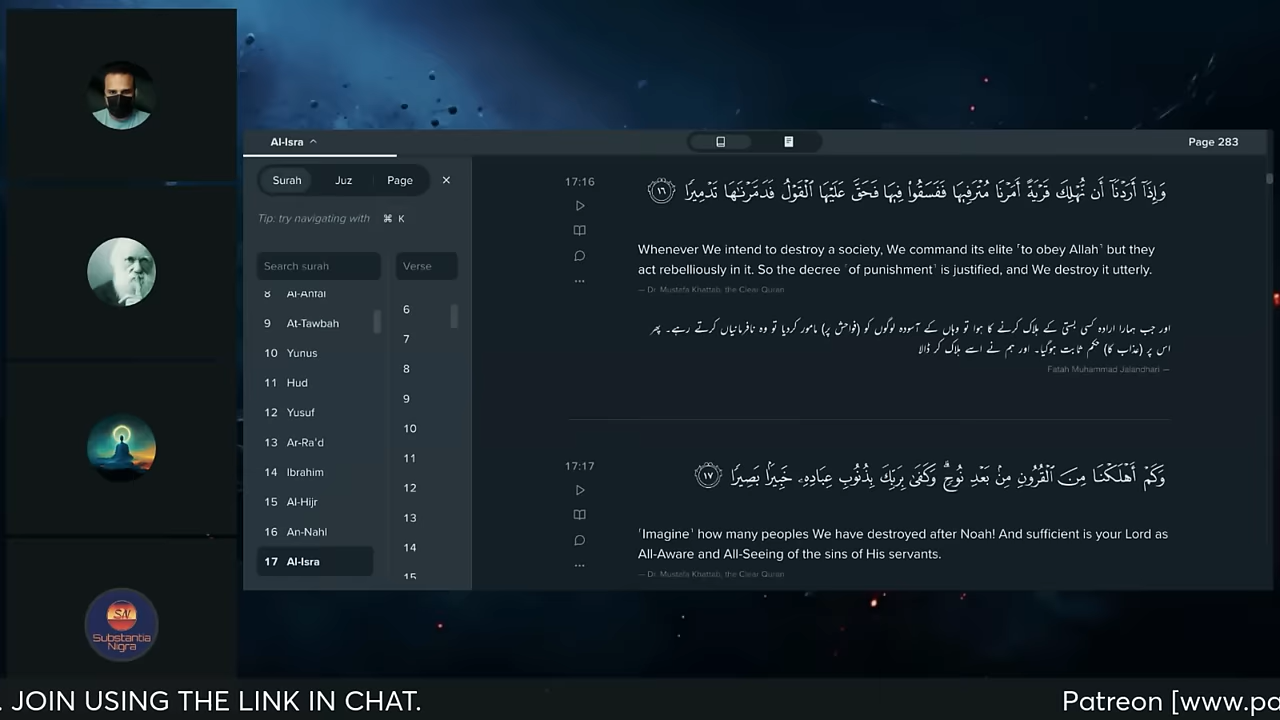 SN
Substantia
Nigra
Al-Isra
Page 283
Surah Juz Page
Tip: try navigating with ⌘ K
Search surah
Verse
8 Al-Anfal
9 At-Tawbah
10 Yunus
11 Hud
12 Yusuf
13 Ar-Ra'd
14 Ibrahim
15 Al-Hijr
16 An-Nahl
17 Al-Isra
6
7
8
9
10
11
12
13
14
15
17:16
وَإِذَآ أَرَدْنَآ أَن نُّهْلِكَ قَرْيَةً أَمَرْنَا مُتْرَفِيهَا فَفَسَقُوا۟ فِيهَا فَحَقَّ عَلَيْهَا ٱلْقَوْلُ فَدَمَّرْنَـٰهَا تَدْمِيرًا ١٦
Whenever We intend to destroy a society, We command its elite ˹to obey Allah˺ but they
act rebelliously in it. So the decree ˹of punishment˺ is justified, and We destroy it utterly.
— Dr. Mustafa Khattab, the Clear Quran
اور جب ہمارا ارادہ کسی بستی کے ہلاک کرنے کا ہوا تو وہاں کے آسودہ لوگوں کو (فواحش پر) مامور کردیا تو وہ نافرمانیاں کرتے رہے۔ پھر
اس پر (عذاب کا) حکم ثابت ہوگیا۔ اور ہم نے اسے ہلاک کر ڈالا
Fatah Muhammad Jalandhari —
17:17
وَكَمْ أَهْلَكْنَا مِنَ ٱلْقُرُونِ مِنۢ بَعْدِ نُوحٍ ۗ وَكَفَىٰ بِرَبِّكَ بِذُنُوبِ عِبَادِهِۦ خَبِيرًۢا بَصِيرًا ١٧
˹Imagine˺ how many peoples We have destroyed after Noah! And sufficient is your Lord as
All-Aware and All-Seeing of the sins of His servants.
— Dr. Mustafa Khattab, the Clear Quran
. JOIN USING THE LINK IN CHAT.
Patreon [www.pa